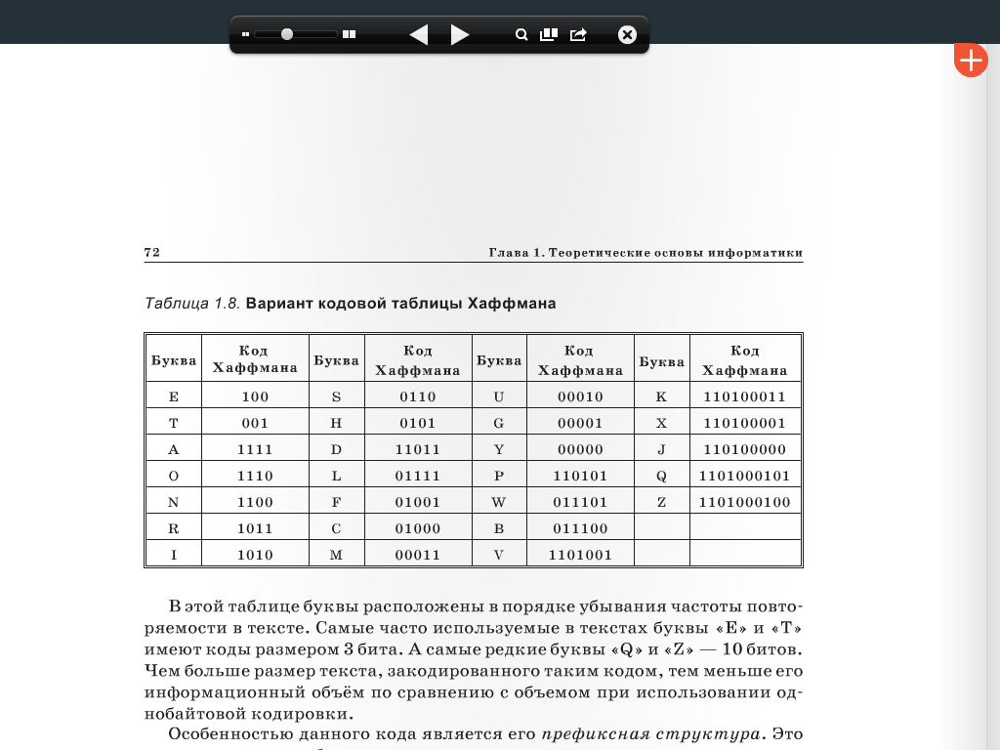 72 Глава 1. Теоретические основы информатики
Таблица 1.8. Вариант кодовой таблицы Хаффмана
Буква Код Хаффмана Буква Код Хаффмана Буква Код Хаффмана Буква Код Хаффмана
E 100 S 0110 U 00010 K 110100011
T 001 H 0101 G 00001 X 110100001
A 1111 D 11011 Y 00000 J 110100000
O 1110 L 01111 P 110101 Q 1101000101
N 1100 F 01001 W 011101 Z 1101000100
R 1011 C 01000 B 011100
I 1010 M 00011 V 1101001
В этой таблице буквы расположены в порядке убывания частоты повто-
ряемости в тексте. Самые часто используемые в текстах буквы «E» и «T»
имеют коды размером 3 бита. А самые редкие буквы «Q» и «Z» — 10 битов.
Чем больше размер текста, закодированного таким кодом, тем меньше его
информационный объём по сравнению с объемом при использовании од-
нобайтовой кодировки.
Особенностью данного кода является его префиксная структура. Это